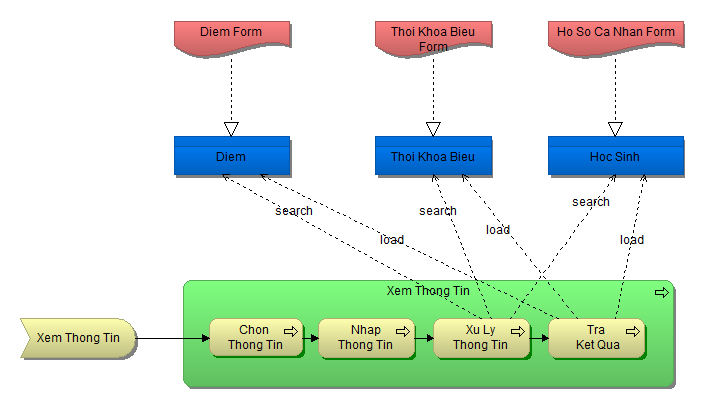 Diem Form
Thoi Khoa Bieu
Form
Ho So Ca Nhan Form
Diem
Thoi Khoa Bieu
Hoc Sinh
search
load
search
load
search
load
Xem Thong Tin
Xem Thong Tin
Chon
Thong Tin
Nhap
Thong Tin
Xu Ly
Thong Tin
Tra
Ket Qua